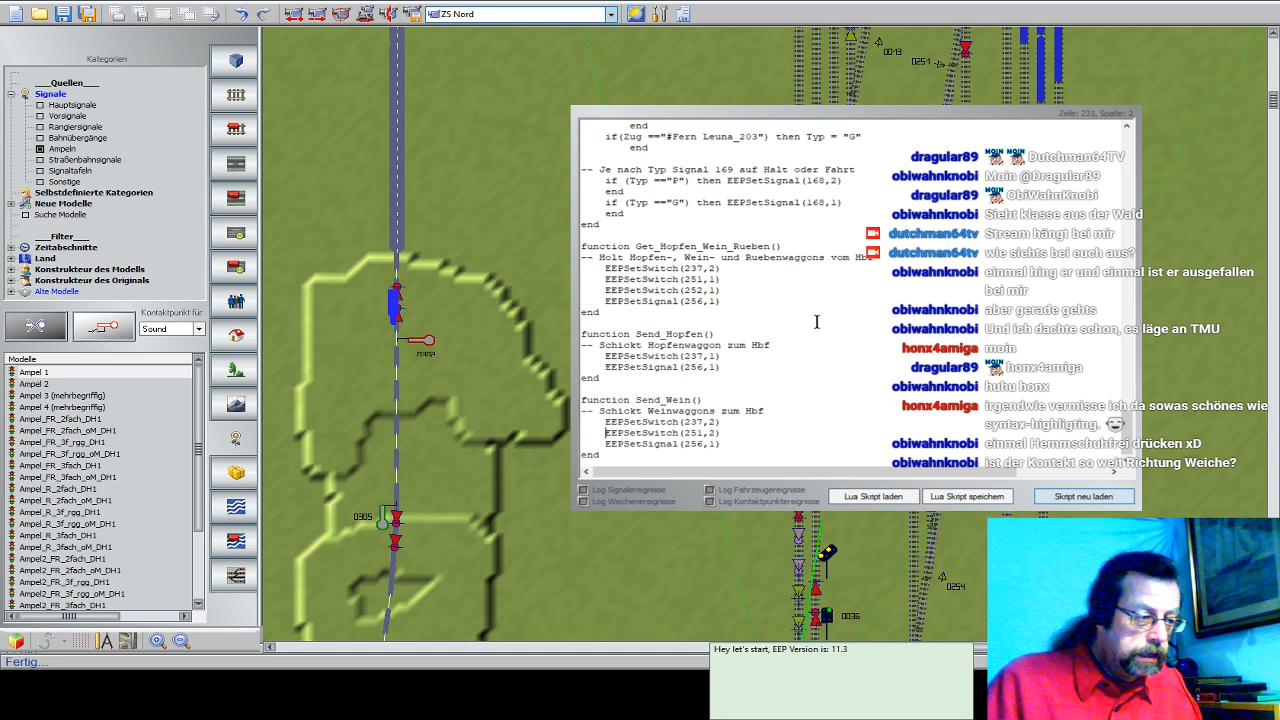 ZS Nord
Kategorien
__Quellen____
Signale
Hauptsignale
Vorsignale
Rangiersignale
Bahnübergänge
Ampeln
Straßenbahnsignale
Signaltafeln
Sonstige
Selbstdefinierte Kategorien
Neue Modelle
Suche Modelle
__Filter___
Zeitabschnitte
Land
Konstrukteur des Modells
Konstrukteur des Originals
Alte Modelle
Kontaktpunkt für:
Sound
Modelle
Ampel 1
Ampel 2
Ampel 3 (mehrbegriffig)
Ampel 4 (mehrbegriffig)
Ampel_FR_2fach_DH1
Ampel_FR_2fach_oM_DH1
Ampel_FR_3f_rgg_DH1
Ampel_FR_3f_rgg_oM_DH1
Ampel_FR_3fach_DH1
Ampel_FR_3fach_oM_DH1
Ampel_R_2fach_DH1
Ampel_R_2fach_oM_DH1
Ampel_R_3f_rgg_DH1
Ampel_R_3f_rgg_oM_DH1
Ampel_R_3fach_DH1
Ampel_R_3fach_oM_DH1
Ampel2_FR_2fach_DH1
Ampel2_FR_2fach_oM_DH1
Ampel2_FR_3f_rgg_DH1
Ampel2_FR_3f_rgg_oM_DH1
Ampel2_FR_3fach_DH1
Fertig...
0013
0251
0305
0254
0036
Zeile: 231, Spalte: 2
end
if(Zug =="#Fern Leuna_203") then Typ = "G"
end
-- Je nach Typ Signal 169 auf Halt oder Fahrt
if (Typ =="P") then EEPSetSignal(168,2)
end
if (Typ =="G") then EEPSetSignal(168,1)
end
end
function Get_Hopfen_Wein_Rueben()
-- Holt Hopfen-, Wein- und Ruebenwaggons vom Hbf
EEPSetSwitch(237,2)
EEPSetSwitch(251,1)
EEPSetSwitch(252,1)
EEPSetSignal(256,1)
end
function Send_Hopfen()
-- Schickt Hopfenwaggon zum Hbf
EEPSetSwitch(237,1)
EEPSetSignal(256,1)
end
function Send_Wein()
-- Schickt Weinwaggons zum Hbf
EEPSetSwitch(237,2)
EEPSetSwitch(251,2)
EEPSetSignal(256,1)
end
Log Signalereignisse
Log Weichenereignisse
Log Fahrzeugereignisse
Log Kontaktpunktereignisse
Lua Skript laden
Lua Skript speichern
Skript neu laden
dragular89 MOIN MOIN Dutchman64TV
obiwahnknobi Moin @Dragular89
dragular89 MOIN ObiWahnKnobi
obiwahnknobi Sieht klasse aus der Wald
dutchman64tv Stream hängt bei mir
dutchman64tv wie siehts bei euch aus?
obiwahnknobi einmal hing er und einmal ist er ausgefallen
bei mir
obiwahnknobi aber gerade gehts
obiwahnknobi Und ich dachte schon, es läge an TMU
honx4amiga moin
dragular89 MOIN honx4amiga
obiwahnknobi huhu honx
honx4amiga irgendwie vermisse ich da sowas schönes wie
syntax-highligting.
obiwahnknobi einmal Hemmschuhfrei drücken xD
obiwahnknobi ist der Kontakt so weit Richtung Weiche?
Hey let's start, EEP Version is: 11.3